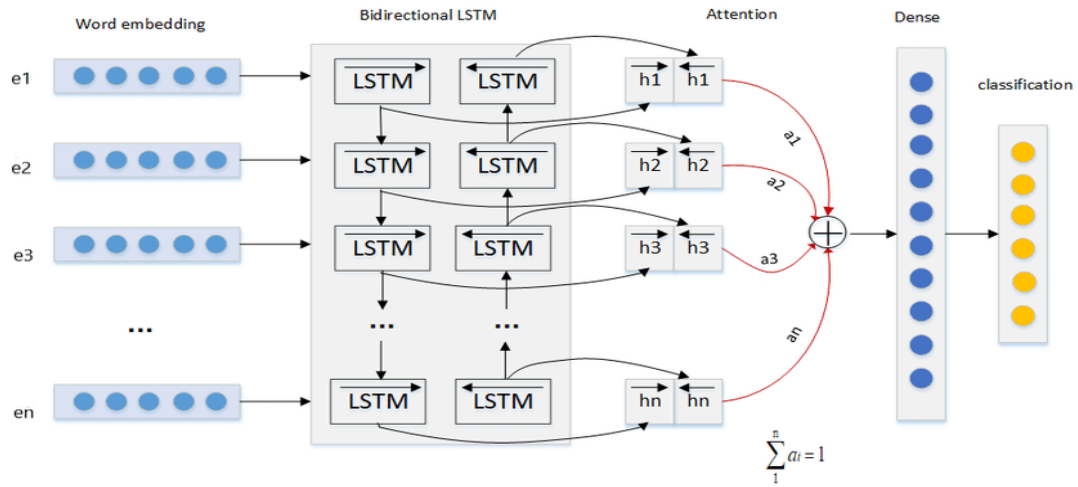 Word embedding
Bidirectional LSTM
Attention
Dense
classification
e1
LSTM LSTM
h1 h1
a1
e2
LSTM LSTM
h2 h2
a2
e3
LSTM LSTM
h3 h3
a3
... ... ...
an
en
LSTM LSTM
hn hn
n
∑ ai = 1
1